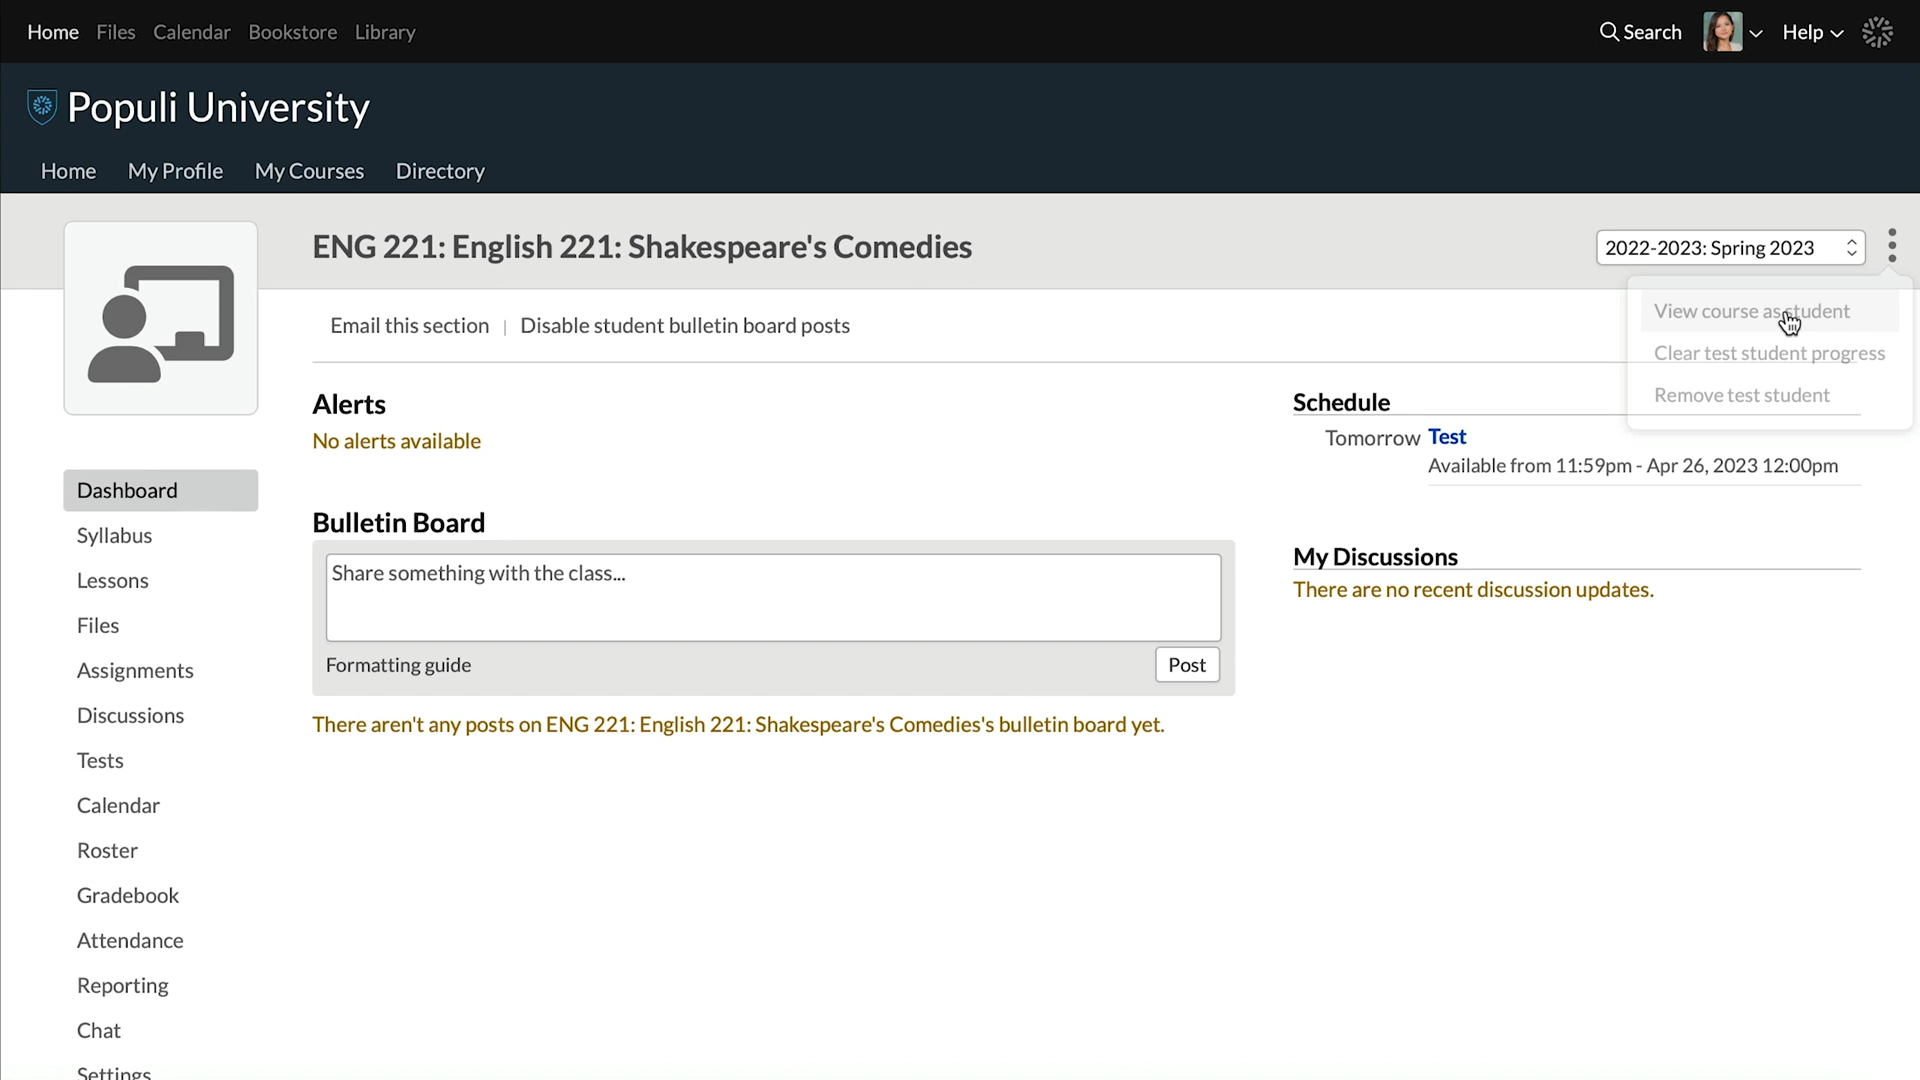 Home Files Calendar Bookstore Library
Search Help
Populi University
Home My Profile My Courses Directory
ENG 221: English 221: Shakespeare's Comedies
2022-2023: Spring 2023
View course as student
Clear test student progress
Remove test student
Email this section | Disable student bulletin board posts
Alerts
No alerts available
Bulletin Board
Share something with the class...
Formatting guide
Post
There aren't any posts on ENG 221: English 221: Shakespeare's Comedies's bulletin board yet.
Schedule
Tomorrow Test
Available from 11:59pm - Apr 26, 2023 12:00pm
My Discussions
There are no recent discussion updates.
Dashboard
Syllabus
Lessons
Files
Assignments
Discussions
Tests
Calendar
Roster
Gradebook
Attendance
Reporting
Chat
Settings